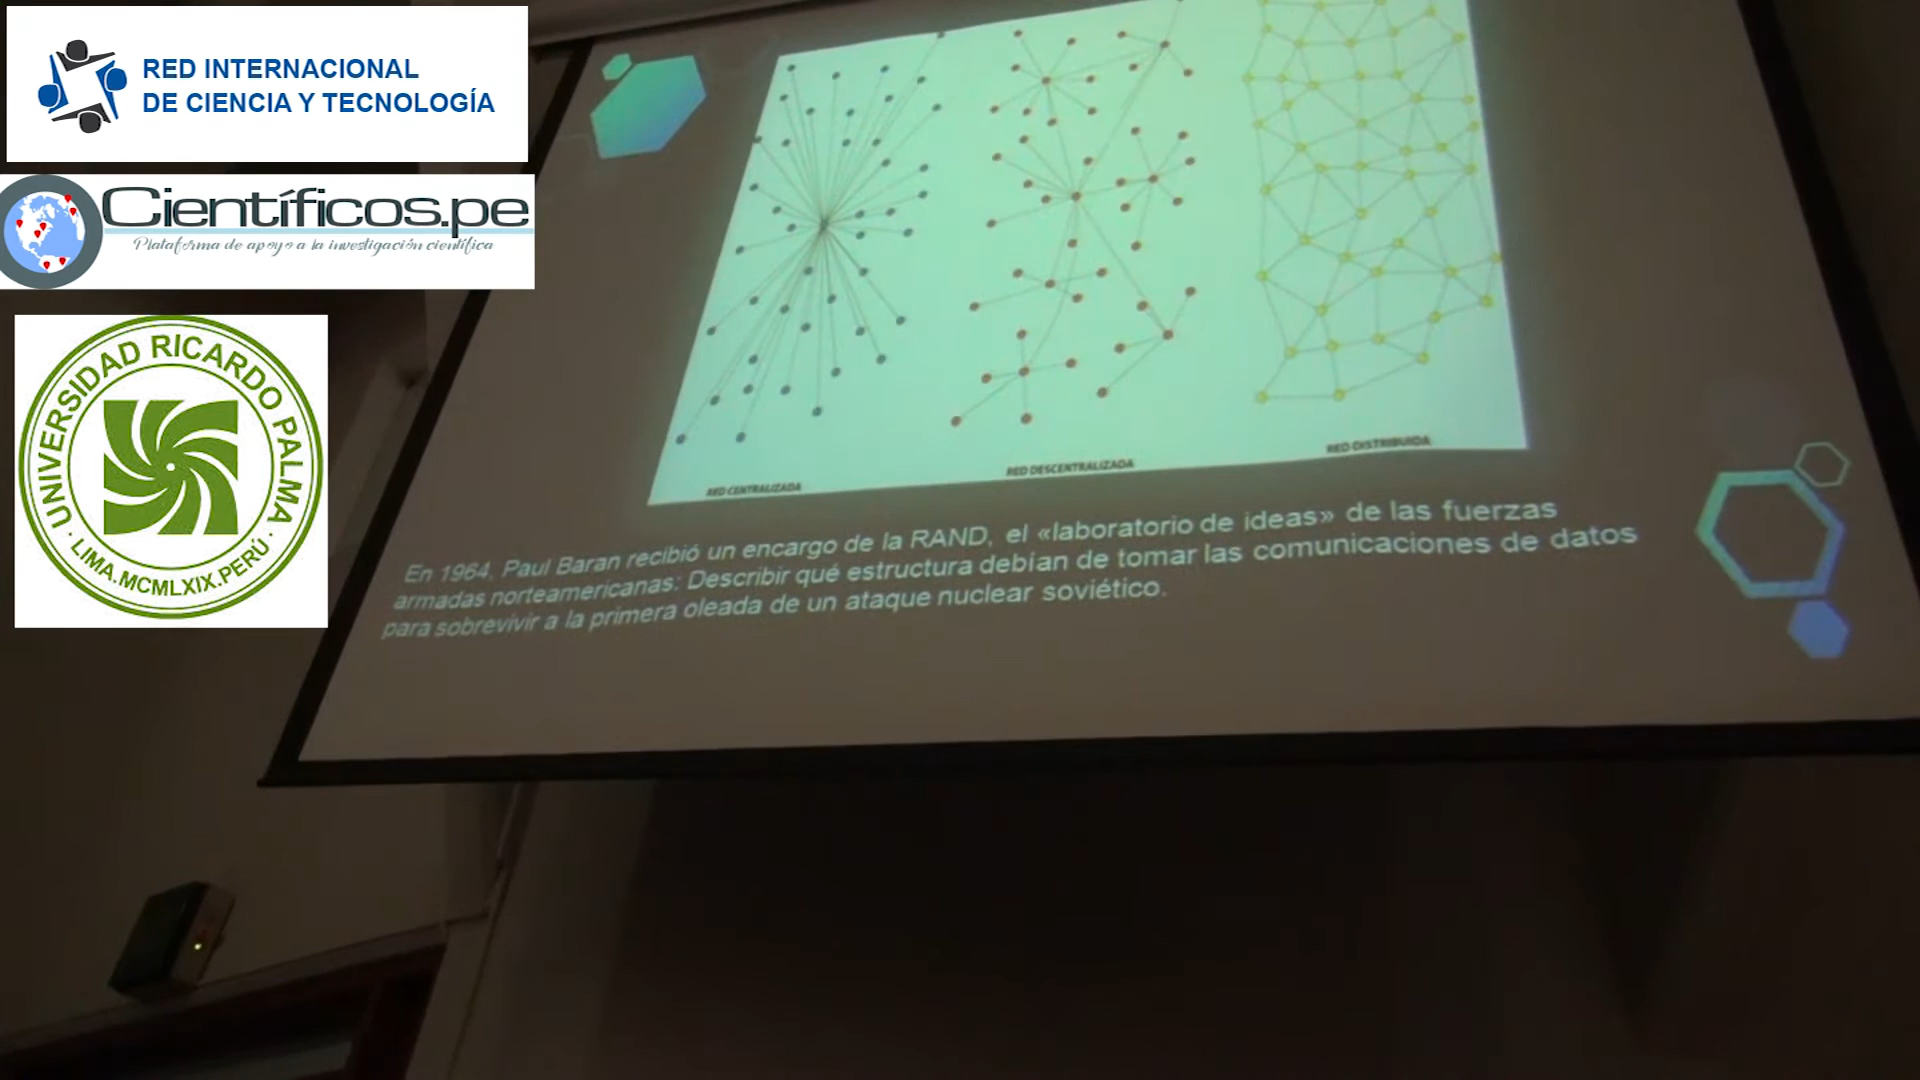 RED INTERNACIONAL
DE CIENCIA Y TECNOLOGÍA
Científicos.pe
Plataforma de apoyo a la investigación científica
UNIVERSIDAD RICARDO PALMA
· LIMA.MCMLXIX.PERÚ ·
RED CENTRALIZADA
RED DESCENTRALIZADA
RED DISTRIBUIDA
En 1964, Paul Baran recibió un encargo de la RAND, el «laboratorio de ideas» de las fuerzas
armadas norteamericanas: Describir qué estructura debían de tomar las comunicaciones de datos
para sobrevivir a la primera oleada de un ataque nuclear soviético.